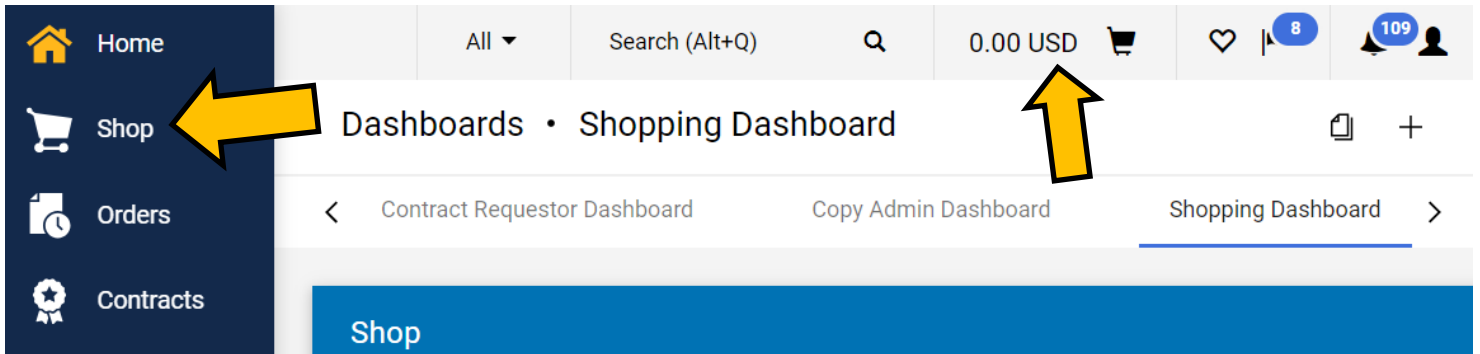 Home
All
Search (Alt+Q)
0.00 USD
8
109
Shop
Dashboards • Shopping Dashboard
Orders
Contract Requestor Dashboard
Copy Admin Dashboard
Shopping Dashboard
Contracts
Shop